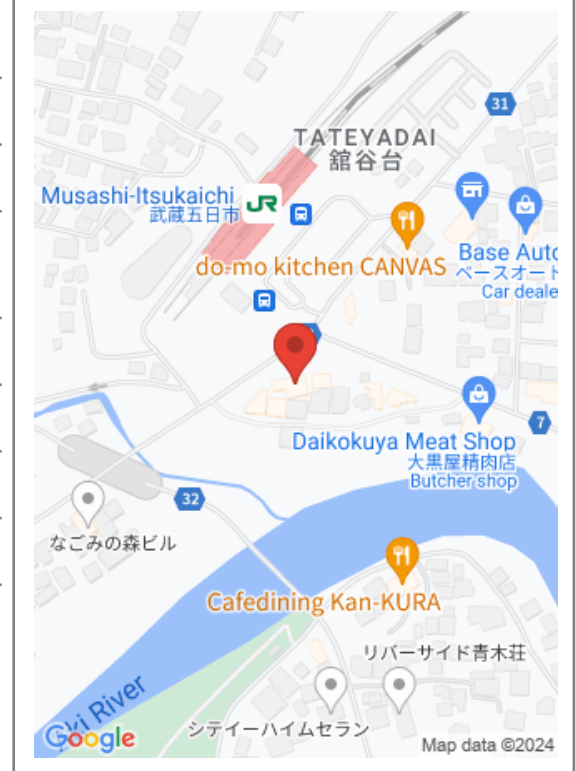 31
TATEYADAI
舘谷台
Musashi-Itsukaichi
武蔵五日市
JR
do-mo kitchen CANVAS
Base Auto
ベースオート
Car deale
7
Daikokuya Meat Shop
大黒屋精肉店
Butcher shop
32
なごみの森ビル
Cafedining Kan-KURA
リバーサイド青木荘
シティーハイムセラン
ki River
Google
Map data ©2024